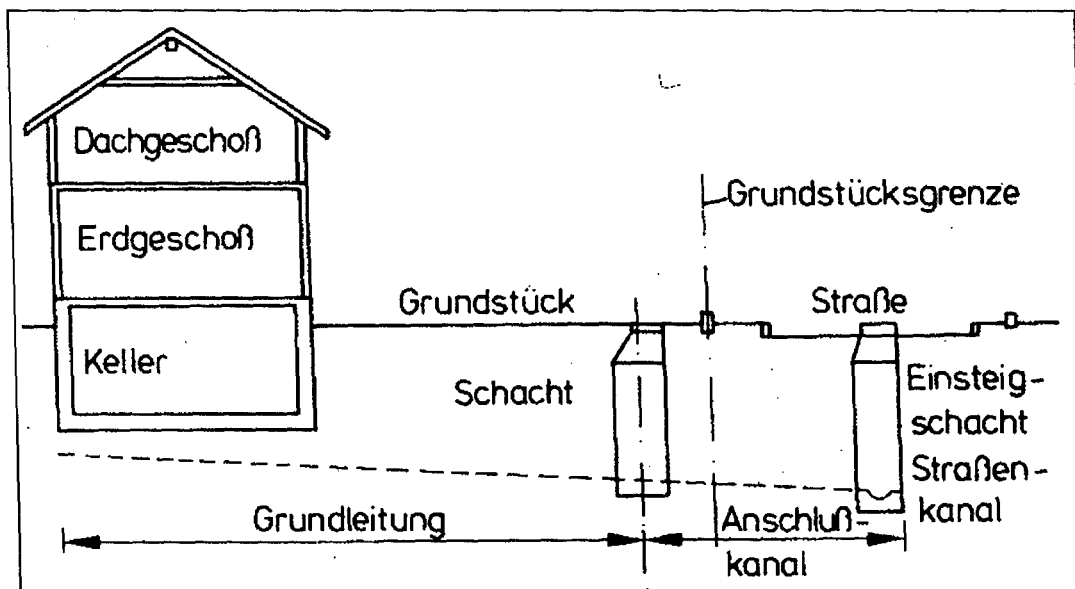 Dachgeschoß
Erdgeschoß
Keller
Grundstück
Schacht
Grundstücksgrenze
Straße
Einsteig-
schacht
Straßen-
kanal
Grundleitung
Anschluß-
kanal